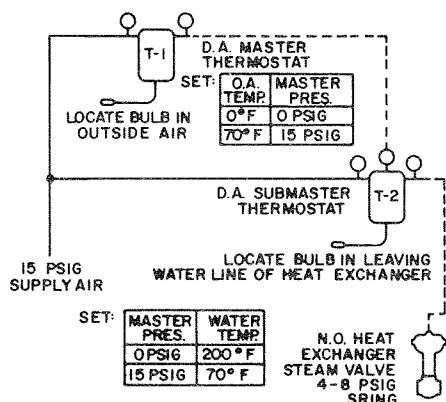 T-1
D.A. MASTER
THERMOSTAT
SET:
O.A. TEMP. MASTER PRES.
0°F 0 PSIG
70°F 15 PSIG
LOCATE BULB IN
OUTSIDE AIR
T-2
D.A. SUBMASTER
THERMOSTAT
LOCATE BULB IN LEAVING
WATER LINE OF HEAT EXCHANGER
15 PSIG
SUPPLY AIR
SET:
MASTER PRES. WATER TEMP.
0 PSIG 200°F
15 PSIG 70°F
N.O. HEAT
EXCHANGER
STEAM VALVE
4-8 PSIG
SRING